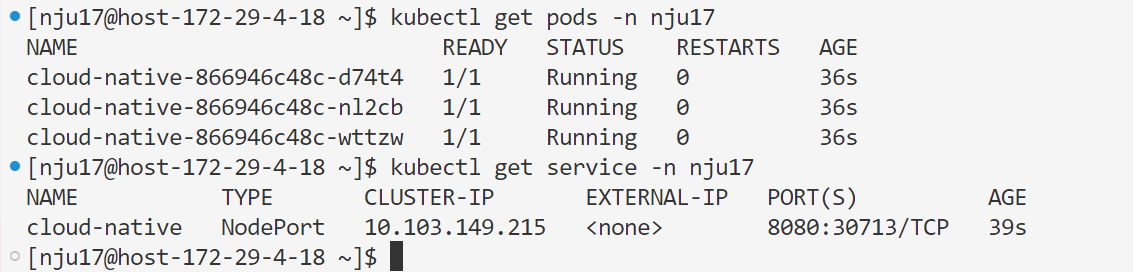 [nju17@host-172-29-4-18 ~]$ kubectl get pods -n nju17
NAME READY STATUS RESTARTS AGE
cloud-native-866946c48c-d74t4 1/1 Running 0 36s
cloud-native-866946c48c-nl2cb 1/1 Running 0 36s
cloud-native-866946c48c-wttzw 1/1 Running 0 36s
[nju17@host-172-29-4-18 ~]$ kubectl get service -n nju17
NAME TYPE CLUSTER-IP EXTERNAL-IP PORT(S) AGE
cloud-native NodePort 10.103.149.215 <none> 8080:30713/TCP 39s
[nju17@host-172-29-4-18 ~]$